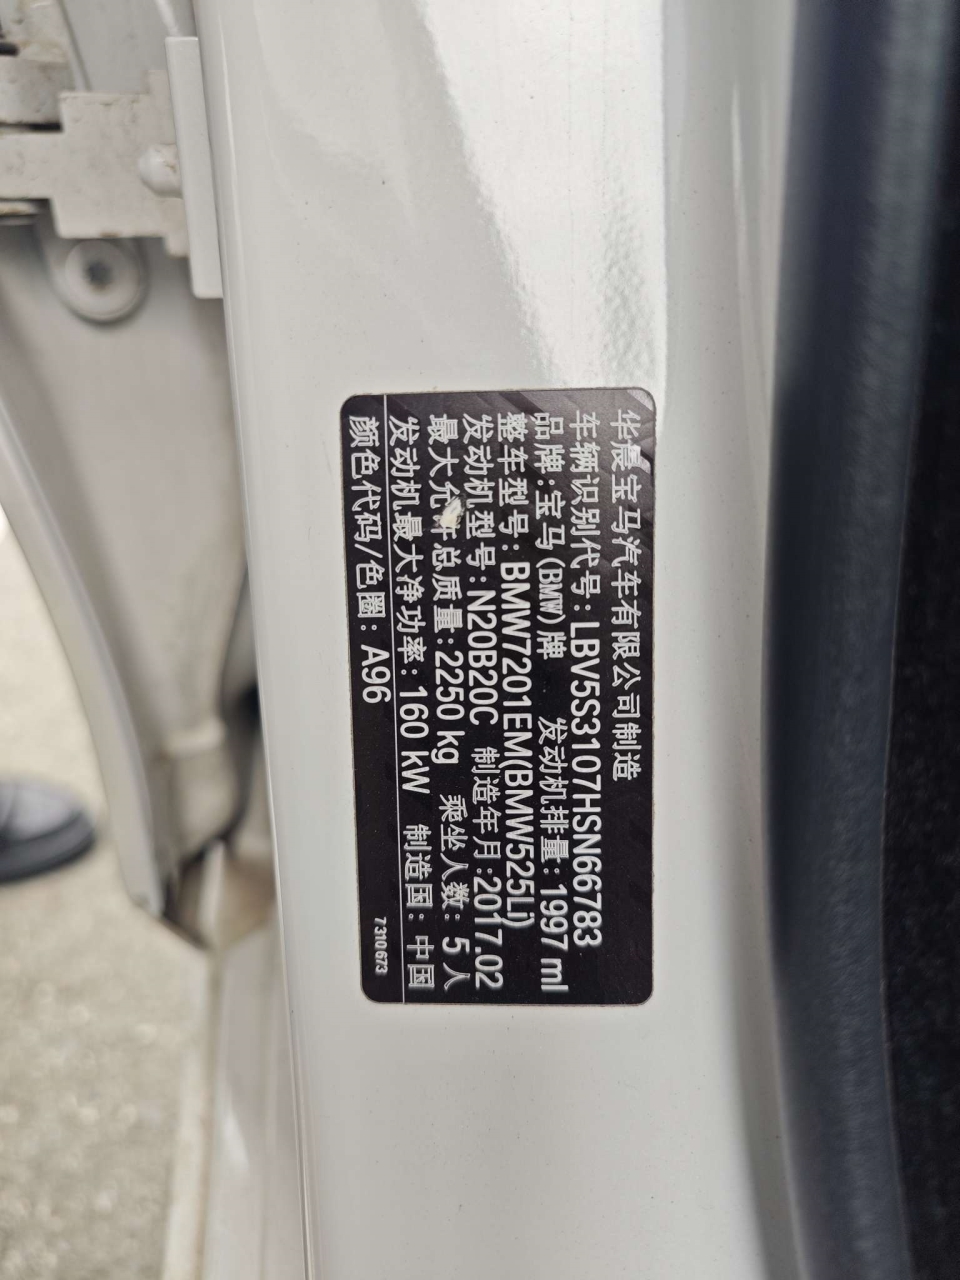 华晨宝马汽车有限公司制造
车辆识别代号：LBV5S3107HSN66783
品牌：宝马(BMW)牌 发动机排量：1997 ml
整车型号：BMW7201EM(BMW525Li)
发动机型号：N20B20C 制造年月：2017.02
最大允许总质量：2250 kg 乘坐人数：5 人
发动机最大净功率：160 kW 制造国：中国
颜色代码/色圈：A96
7310673